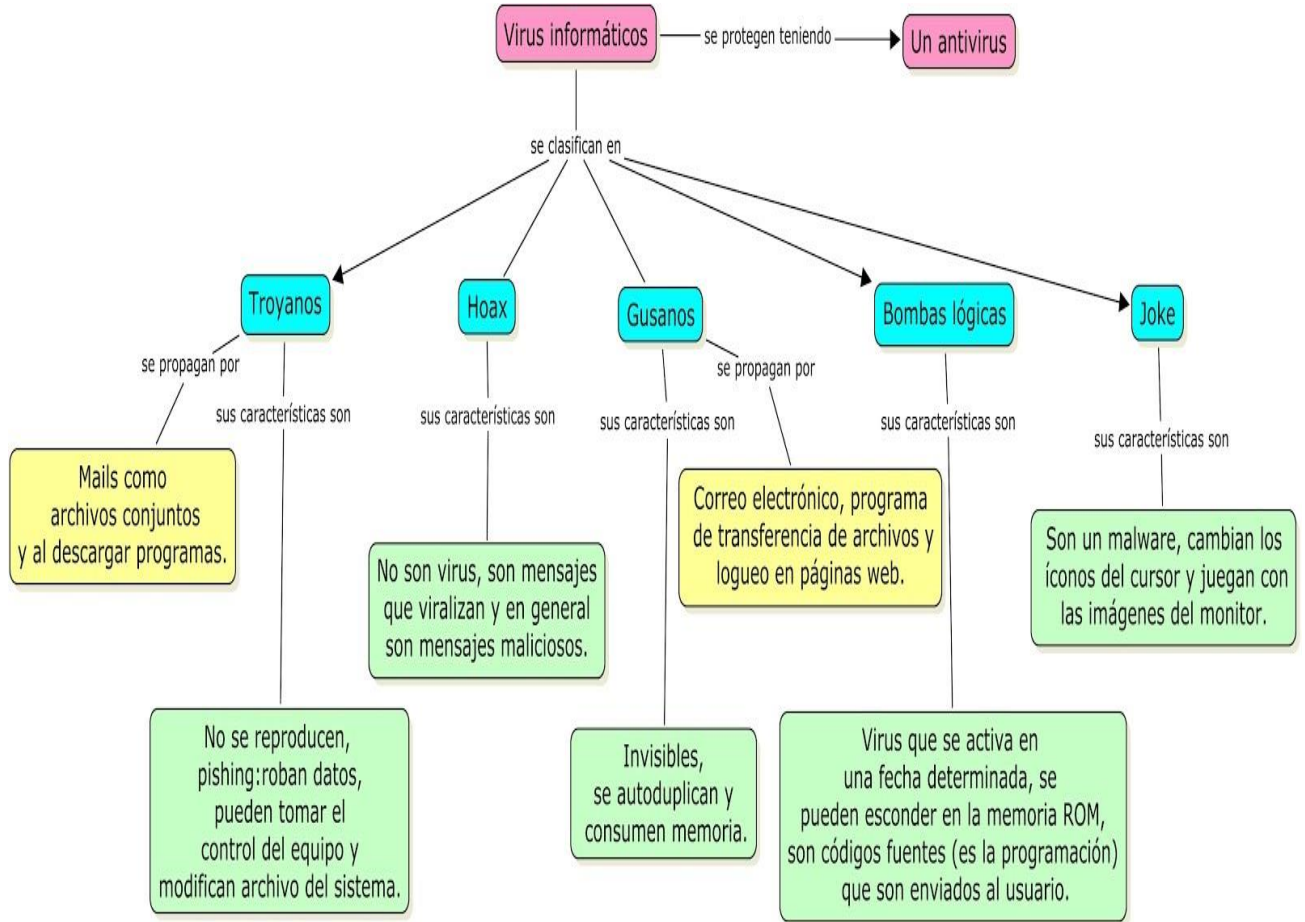 Virus informáticos
se protegen teniendo
Un antivirus
se clasifican en
Troyanos
Hoax
Gusanos
Bombas lógicas
Joke
se propagan por
sus características son
sus características son
sus características son
se propagan por
sus características son
sus características son
Mails como
archivos conjuntos
y al descargar programas.
No se reproducen,
pishing:roban datos,
pueden tomar el
control del equipo y
modifican archivo del sistema.
No son virus, son mensajes
que viralizan y en general
son mensajes maliciosos.
Invisibles,
se autoduplican y
consumen memoria.
Correo electrónico, programa
de transferencia de archivos y
logueo en páginas web.
Virus que se activa en
una fecha determinada, se
pueden esconder en la memoria ROM,
son códigos fuentes (es la programación)
que son enviados al usuario.
Son un malware, cambian los
íconos del cursor y juegan con
las imágenes del monitor.